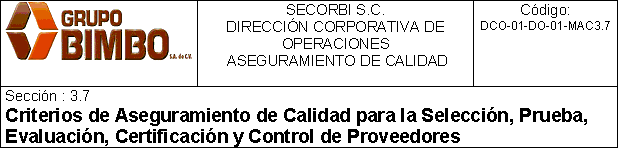 GRUPO
BIMBO
S.A. de C.V.
SECORBI S.C.
DIRECCIÓN CORPORATIVA DE
OPERACIONES
ASEGURAMIENTO DE CALIDAD
Código:
DCO-01-DO-01-MAC3.7
Sección : 3.7
Criterios de Aseguramiento de Calidad para la Selección, Prueba,
Evaluación, Certificación y Control de Proveedores